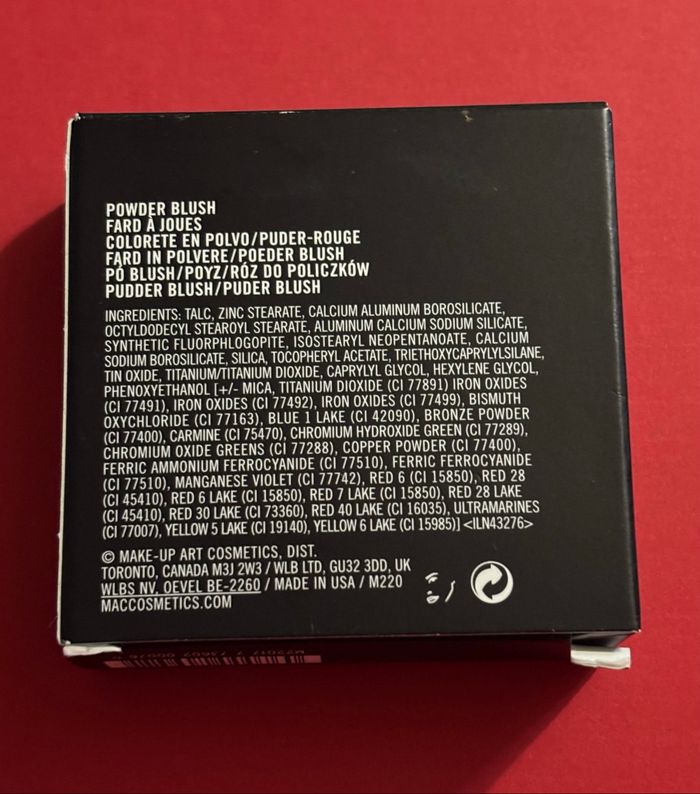 POWDER BLUSH
FARD À JOUES
COLORETE EN POLVO/PUDER-ROUGE
FARD IN POLVERE/POEDER BLUSH
PÓ BLUSH/POYZ/RÓZ DO POLICZKÓW
PUDDER BLUSH/PUDER BLUSH
INGREDIENTS: TALC, ZINC STEARATE, CALCIUM ALUMINUM BOROSILICATE,
OCTYLDODECYL STEAROYL STEARATE, ALUMINUM CALCIUM SODIUM SILICATE,
SYNTHETIC FLUORPHLOGOPITE, ISOSTEARYL NEOPENTANOATE, CALCIUM
SODIUM BOROSILICATE, SILICA, TOCOPHERYL ACETATE, TRIETHOXYCAPRYLYLSILANE,
TIN OXIDE, TITANIUM/TITANIUM DIOXIDE, CAPRYLYL GLYCOL, HEXYLENE GLYCOL,
PHENOXYETHANOL [+/- MICA, TITANIUM DIOXIDE (CI 77891) IRON OXIDES
(CI 77491), IRON OXIDES (CI 77492), IRON OXIDES (CI 77499), BISMUTH
OXYCHLORIDE (CI 77163), BLUE 1 LAKE (CI 42090), BRONZE POWDER
(CI 77400), CARMINE (CI 75470), CHROMIUM HYDROXIDE GREEN (CI 77289),
CHROMIUM OXIDE GREENS (CI 77288), COPPER POWDER (CI 77400),
FERRIC AMMONIUM FERROCYANIDE (CI 77510), FERRIC FERROCYANIDE
(CI 77510), MANGANESE VIOLET (CI 77742), RED 6 (CI 15850), RED 28
(CI 45410), RED 6 LAKE (CI 15850), RED 7 LAKE (CI 15850), RED 28 LAKE
(CI 45410), RED 30 LAKE (CI 73360), RED 40 LAKE (CI 16035), ULTRAMARINES
(CI 77007), YELLOW 5 LAKE (CI 19140), YELLOW 6 LAKE (CI 15985)] <ILN43276>
© MAKE-UP ART COSMETICS, DIST.
TORONTO, CANADA M3J 2W3 / WLB LTD, GU32 3DD, UK
WLBS NV, OEVEL BE-2260 / MADE IN USA / M220
MACCOSMETICS.COM